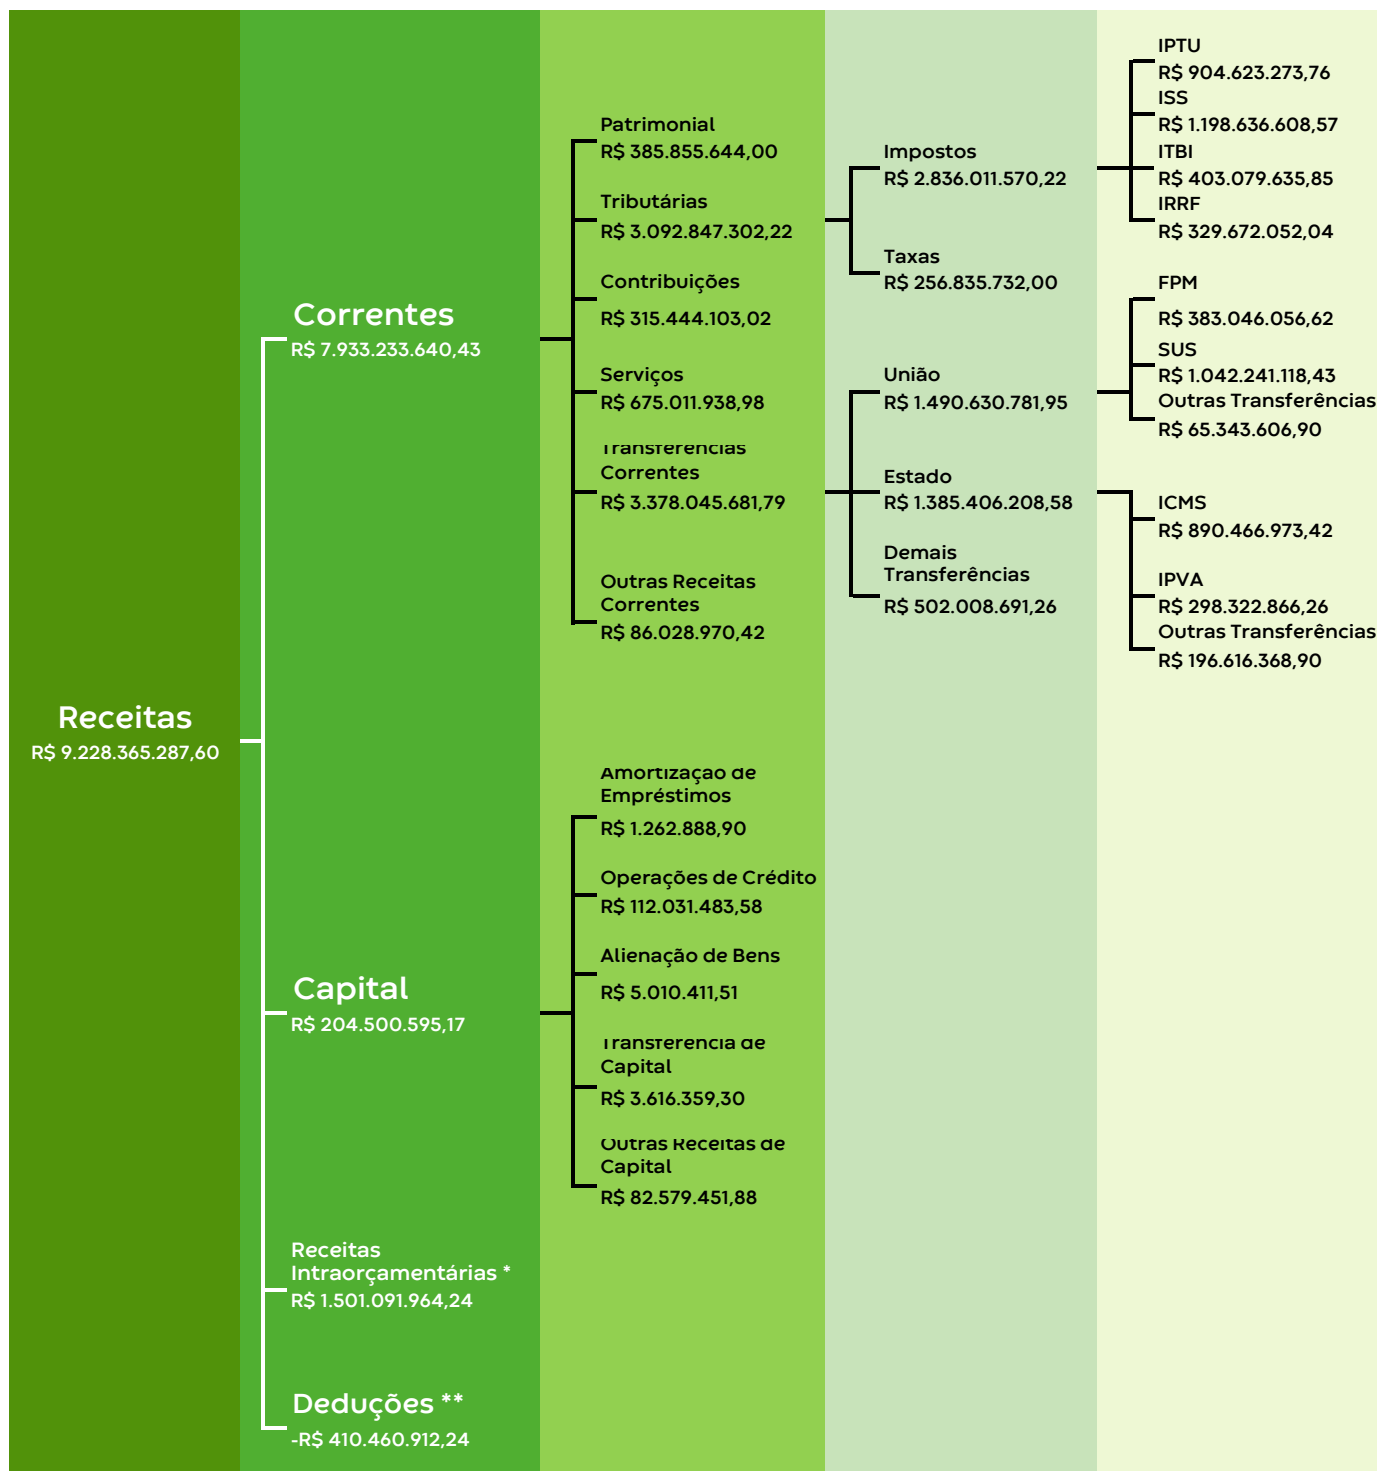 Receitas
R$ 9.228.365.287,60
Correntes
R$ 7.933.233.640,43
Capital
R$ 204.500.595,17
Receitas
Intraorçamentárias *
R$ 1.501.091.964,24
Deduções **
-R$ 410.460.912,24
Patrimonial
R$ 385.855.644,00
Tributárias
R$ 3.092.847.302,22
Contribuições
R$ 315.444.103,02
Serviços
R$ 675.011.938,98
Transferências
Correntes
R$ 3.378.045.681,79
Outras Receitas
Correntes
R$ 86.028.970,42
Amortização de
Empréstimos
R$ 1.262.888,90
Operações de Crédito
R$ 112.031.483,58
Alienação de Bens
R$ 5.010.411,51
Transferência de
Capital
R$ 3.616.359,30
Outras Receitas de
Capital
R$ 82.579.451,88
Impostos
R$ 2.836.011.570,22
Taxas
R$ 256.835.732,00
União
R$ 1.490.630.781,95
Estado
R$ 1.385.406.208,58
Demais
Transferências
R$ 502.008.691,26
IPTU
R$ 904.623.273,76
ISS
R$ 1.198.636.608,57
ITBI
R$ 403.079.635,85
IRRF
R$ 329.672.052,04
FPM
R$ 383.046.056,62
SUS
R$ 1.042.241.118,43
Outras Transferências
R$ 65.343.606,90
ICMS
R$ 890.466.973,42
IPVA
R$ 298.322.866,26
Outras Transferências
R$ 196.616.368,90